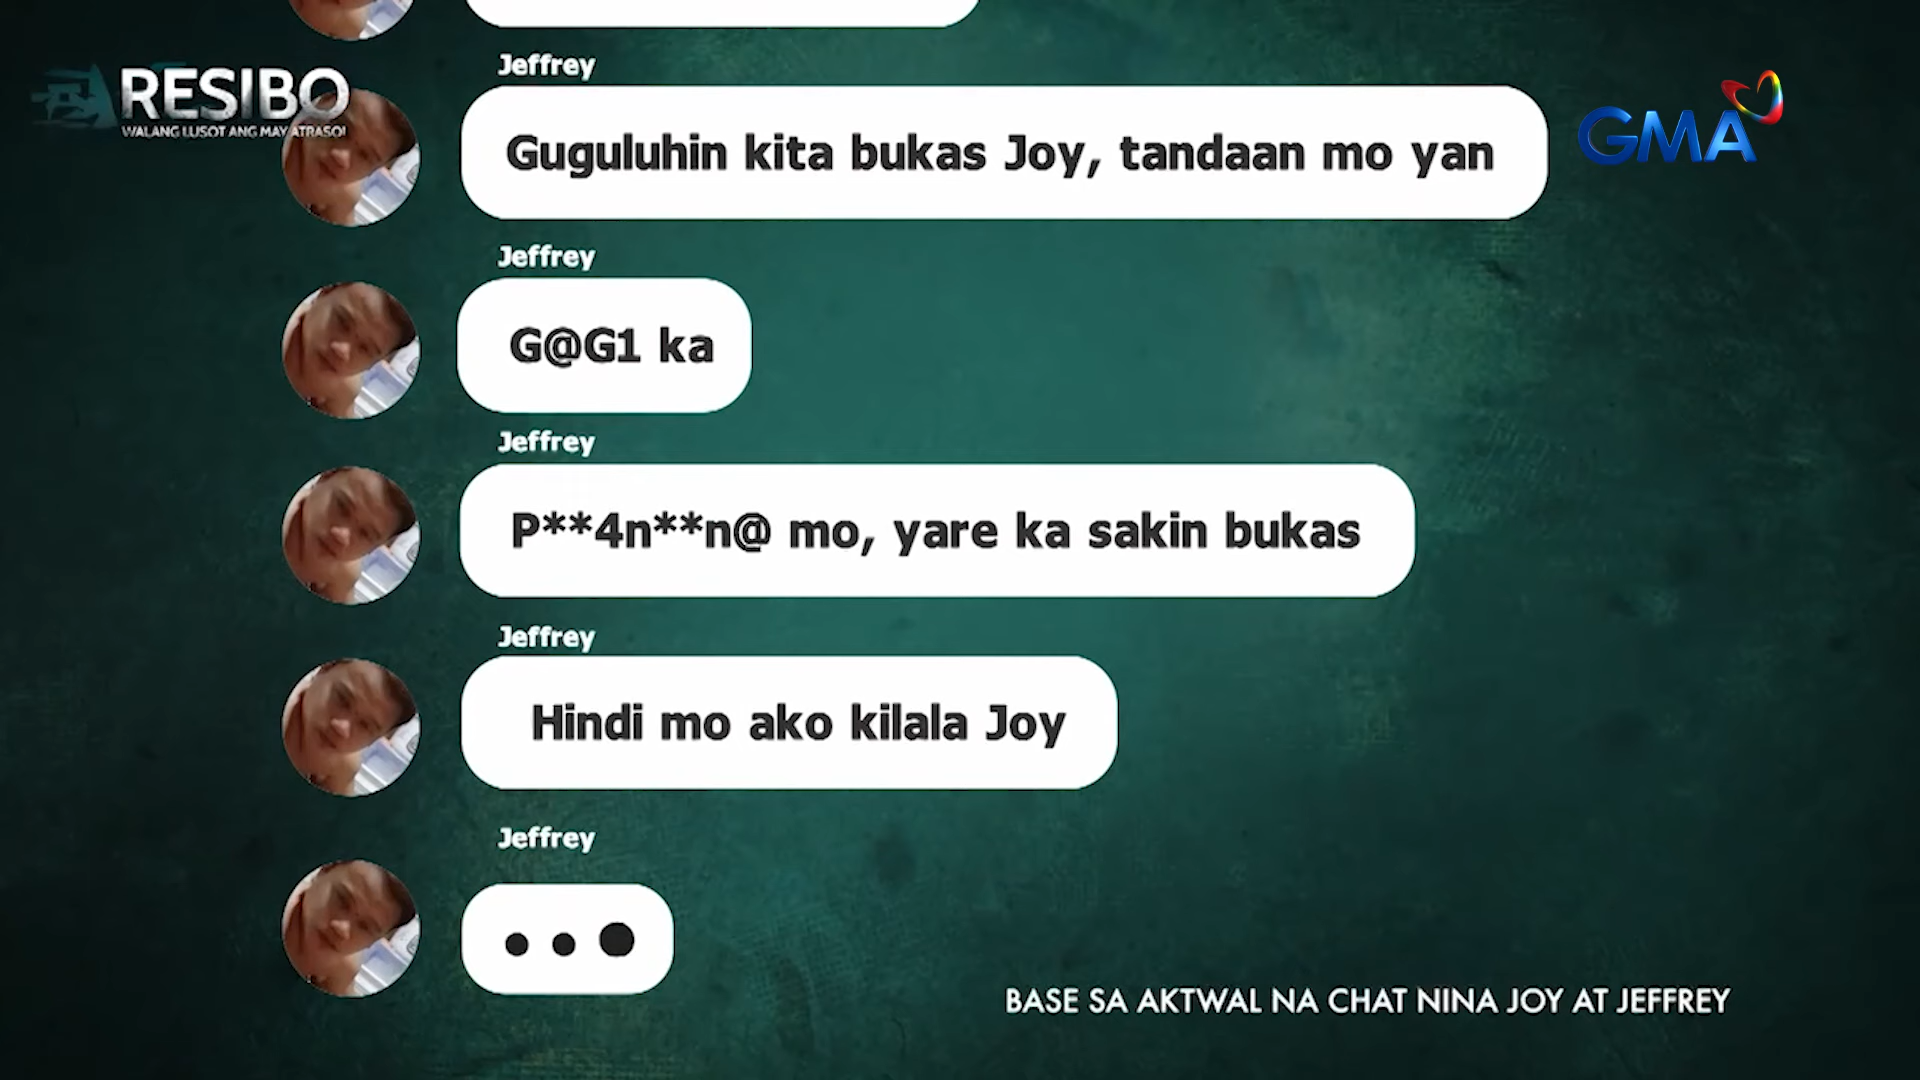 Jeffrey
RESIBO
WALANG LUSOT ANG MAY ATRASO!
GMA
Guguluhin kita bukas Joy, tandaan mo yan
Jeffrey
G@G1 ka
Jeffrey
P**4n**n@ mo, yare ka sakin bukas
Jeffrey
Hindi mo ako kilala Joy
Jeffrey
BASE SA AKTWAL NA CHAT NINA JOY AT JEFFREY